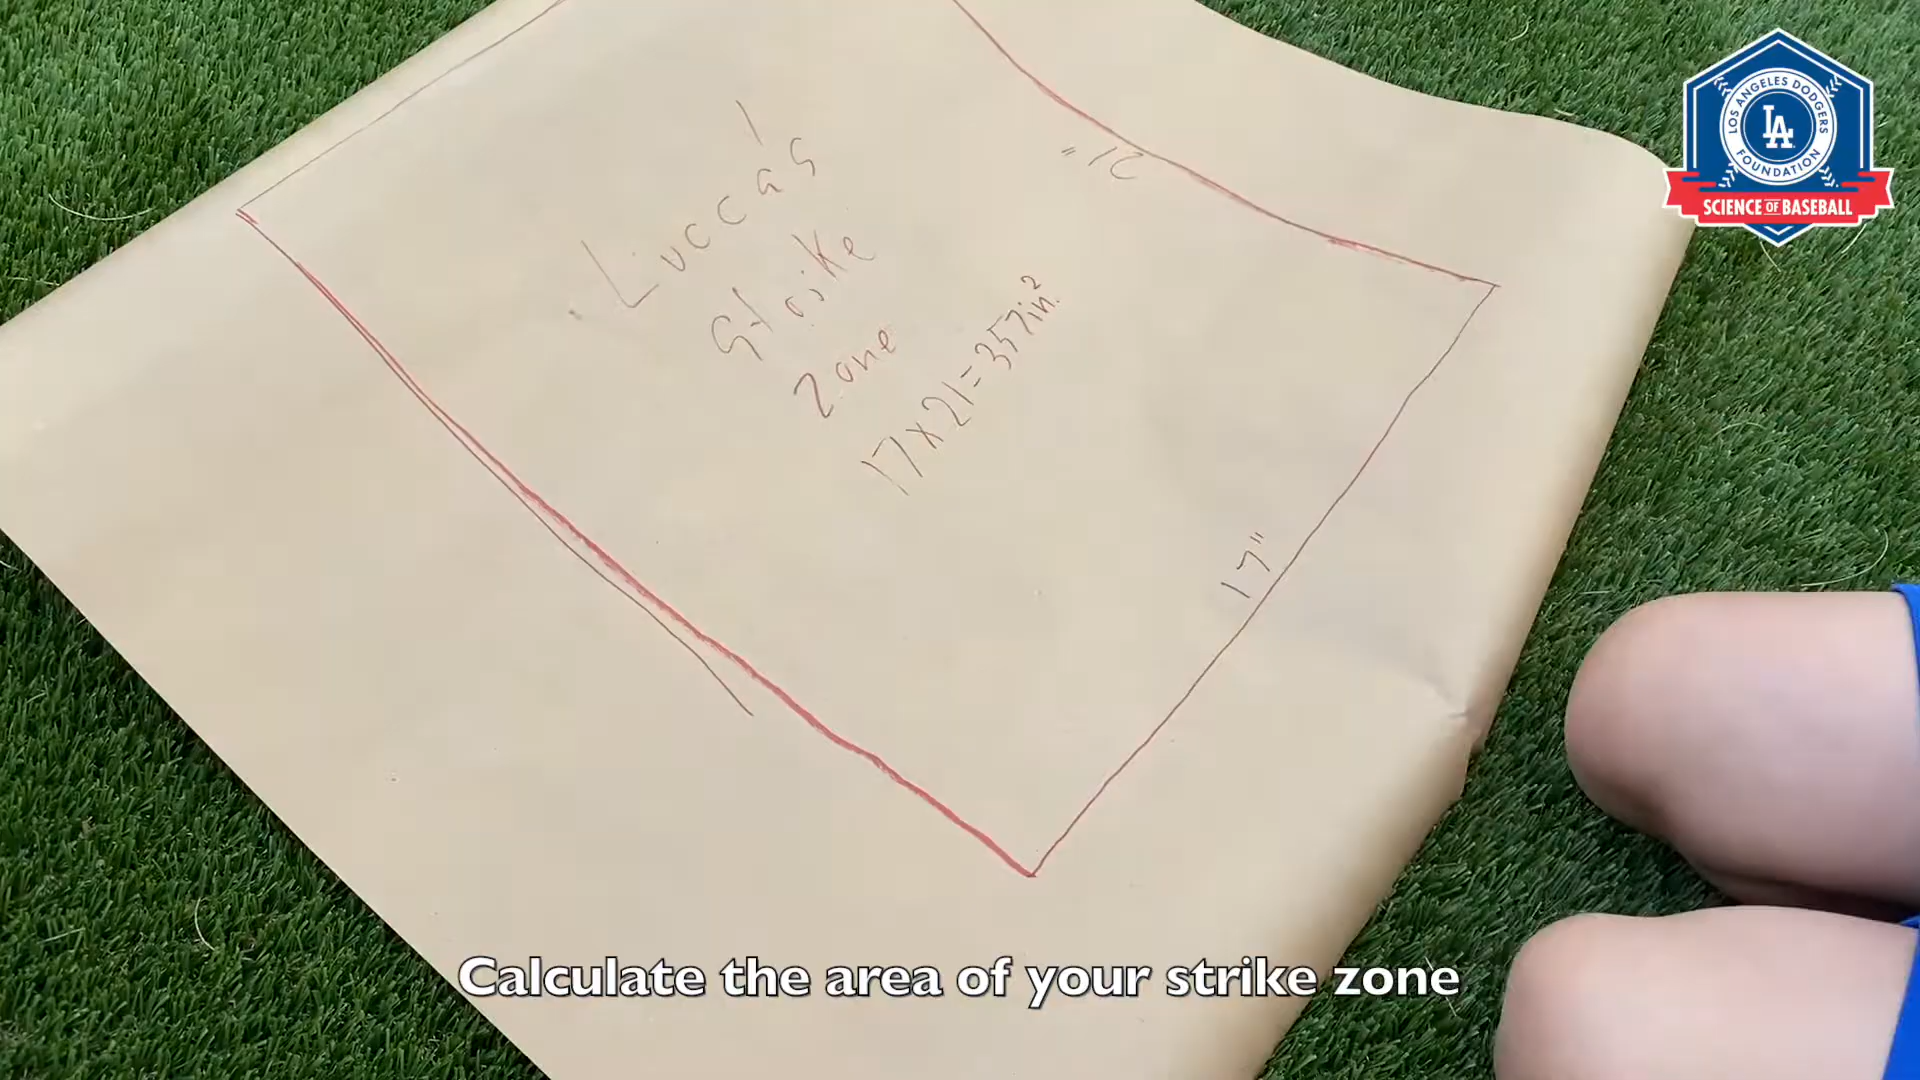 Lucca's
Strike
Zone
17x21=357in.²
21"
17"
LOS ANGELES DODGERS
LA
FOUNDATION
SCIENCE OF BASEBALL
Calculate the area of your strike zone